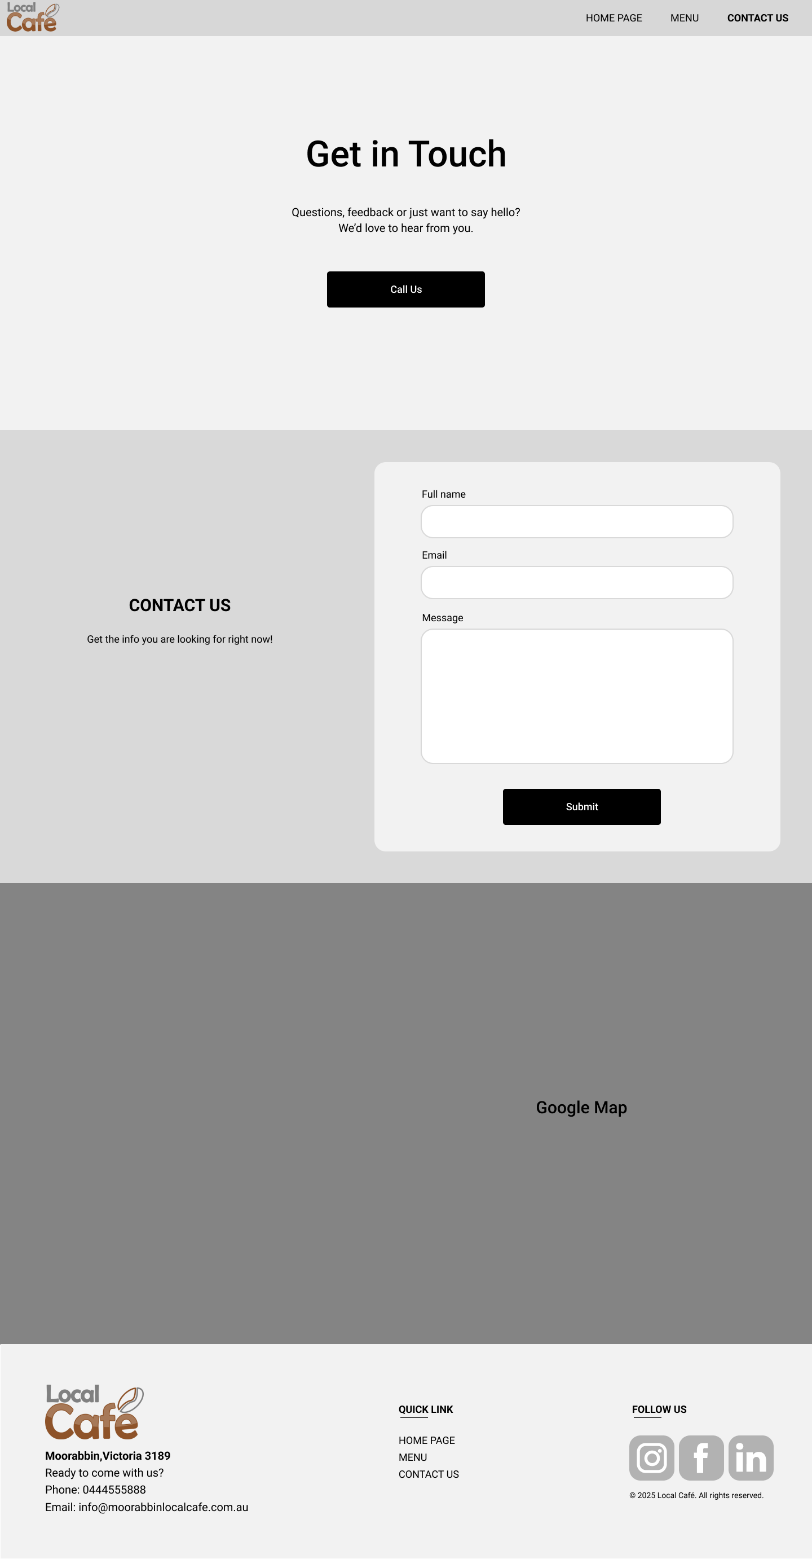 Local
Café
HOME PAGE
MENU
CONTACT US
Get in Touch
Questions, feedback or just want to say hello?
We'd love to hear from you.
Call Us
CONTACT US
Get the info you are looking for right now!
Full name
Email
Message
Submit
Google Map
Local
Café
Moorabbin,Victoria 3189
Ready to come with us?
Phone: 0444555888
Email: info@moorabbinlocalcafe.com.au
QUICK LINK
HOME PAGE
MENU
CONTACT US
FOLLOW US
f
in
© 2025 Local Café. All rights reserved.